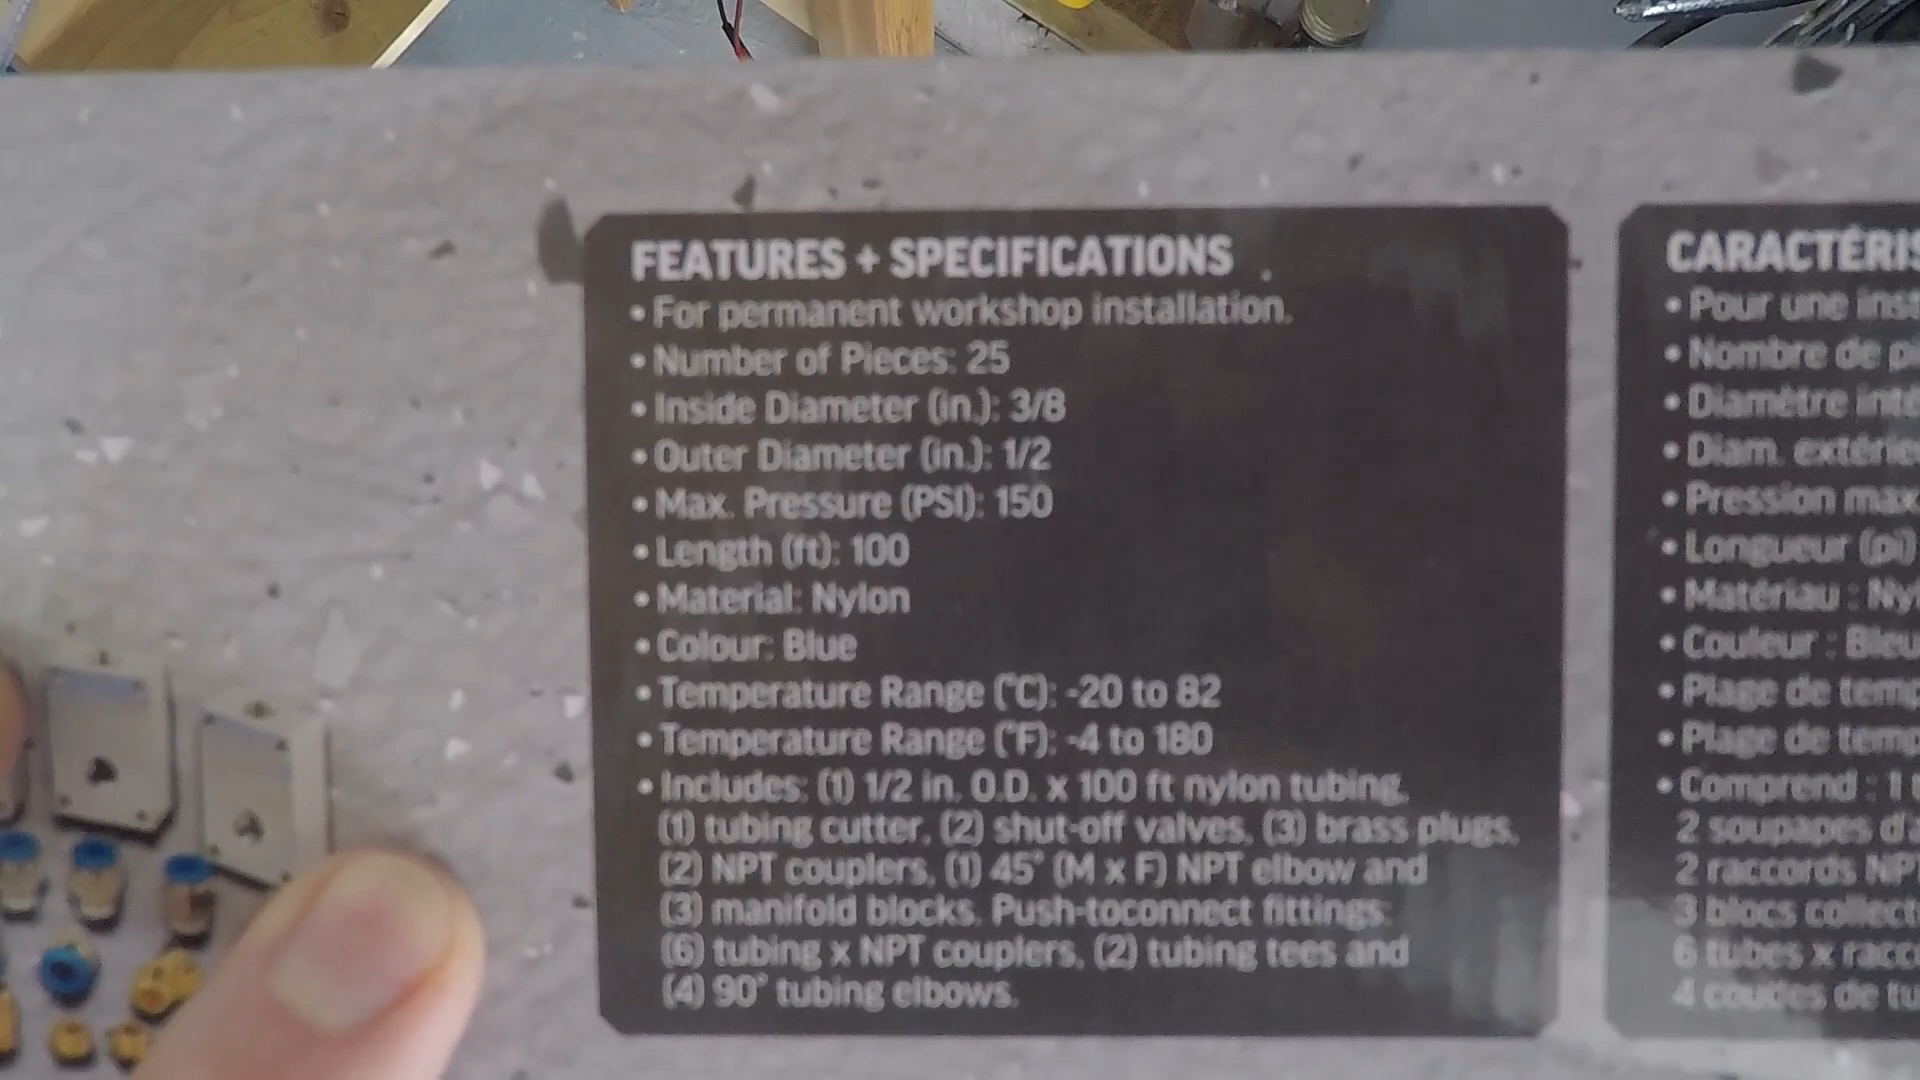 FEATURES + SPECIFICATIONS
• For permanent workshop installation.
• Number of Pieces: 25
• Inside Diameter (in.): 3/8
• Outer Diameter (in.): 1/2
• Max. Pressure (PSI): 150
• Length (ft): 100
• Material: Nylon
• Colour: Blue
• Temperature Range (°C): -20 to 82
• Temperature Range (°F): -4 to 180
• Includes: (1) 1/2 in. O.D. x 100 ft nylon tubing,
(1) tubing cutter, (2) shut-off valves, (3) brass plugs,
(2) NPT couplers, (1) 45° (M x F) NPT elbow and
(3) manifold blocks. Push-toconnect fittings:
(6) tubing x NPT couplers, (2) tubing tees and
(4) 90° tubing elbows.
CARACTÉRIS
• Pour une inst
• Nombre de pi
• Diamètre inté
• Diam. extérie
• Pression max
• Longueur (pi)
• Matériau : Nyl
• Couleur : Bleu
• Plage de temp
• Plage de temp
• Comprend : 1 t
2 soupapes d'a
2 raccords NPT
3 blocs collect
6 tubes x racco
4 coudes de tu